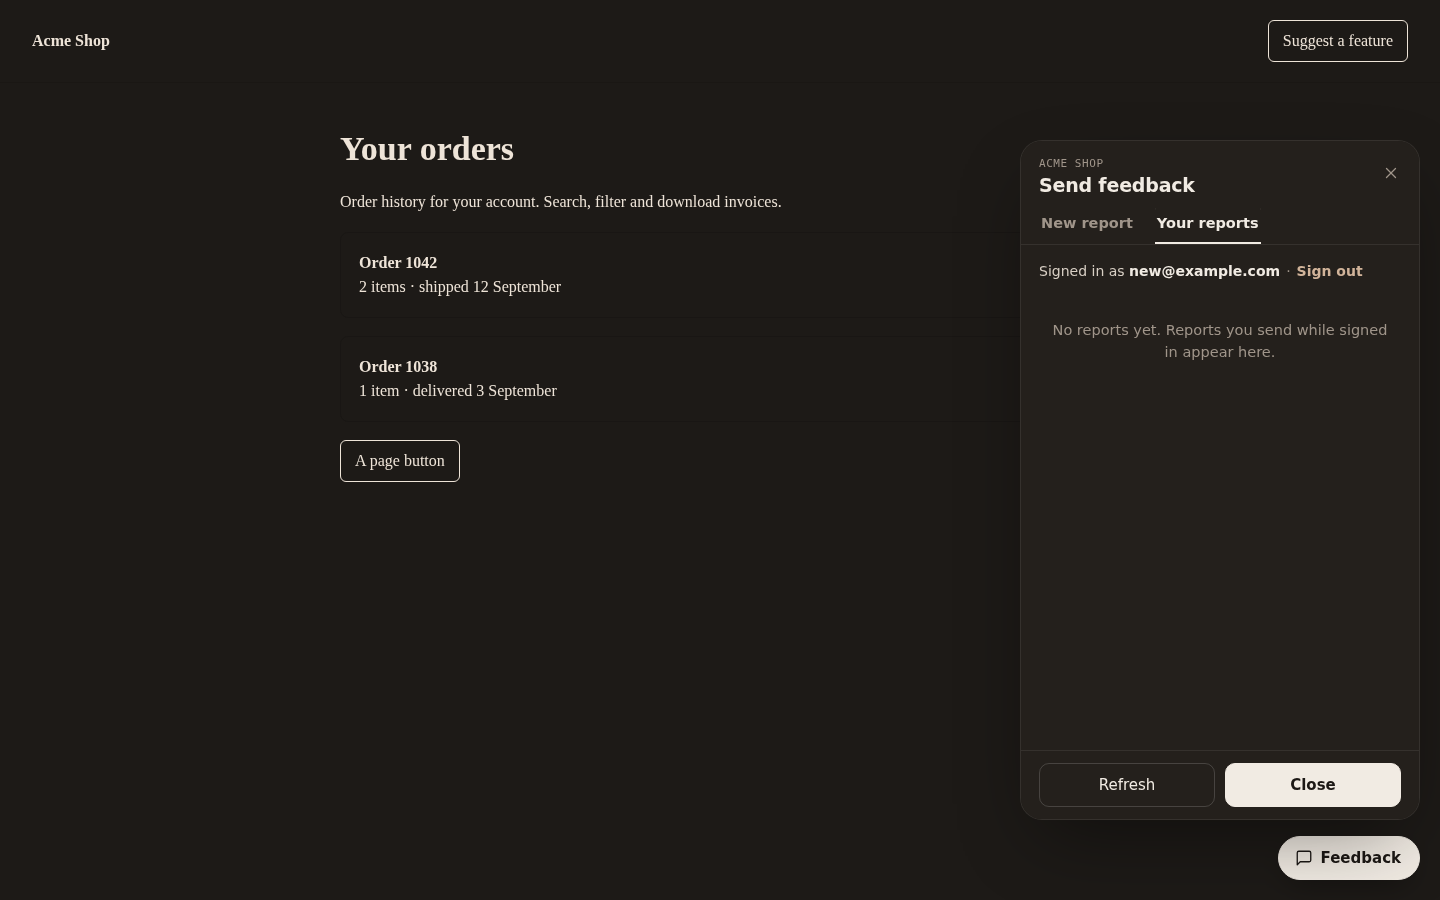 Acme Shop
Suggest a feature
Your orders
Order history for your account. Search, filter and download invoices.
Order 1042
2 items · shipped 12 September
Order 1038
1 item · delivered 3 September
A page button
ACME SHOP
Send feedback
New report
Your reports
Signed in as new@example.com · Sign out
No reports yet. Reports you send while signed
in appear here.
Refresh
Close
Feedback